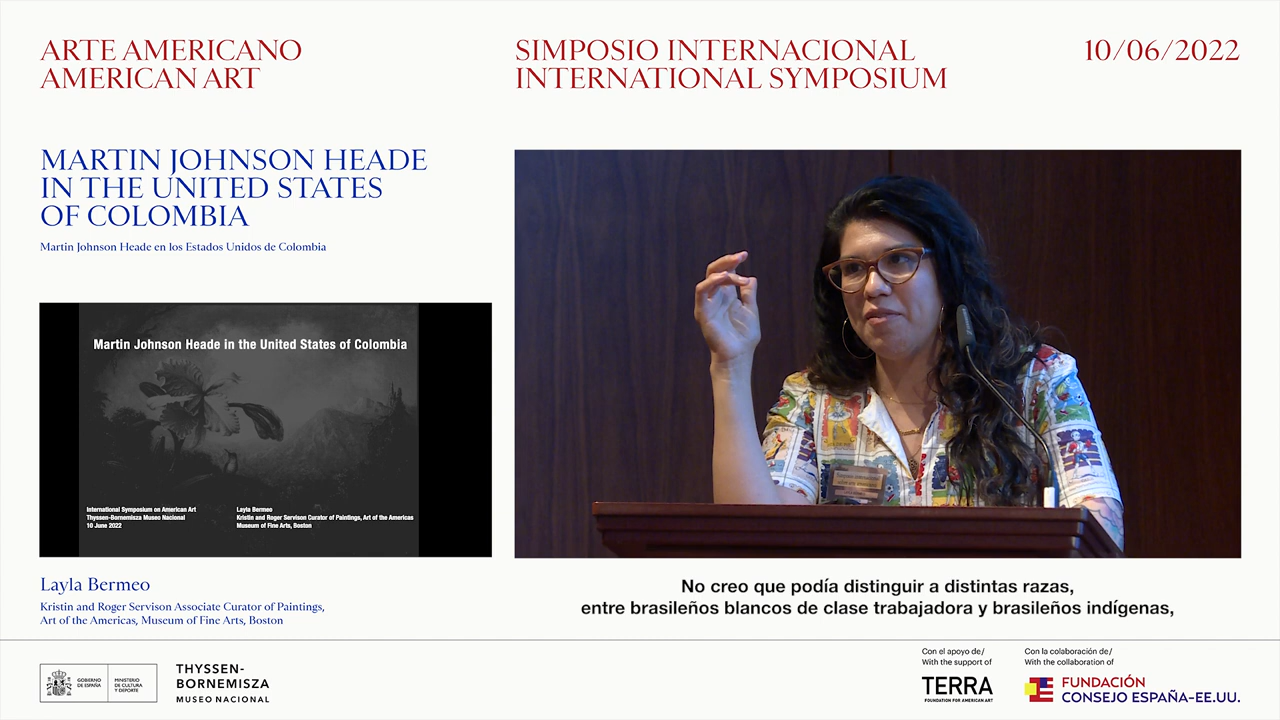 ARTE AMERICANO
AMERICAN ART
SIMPOSIO INTERNACIONAL
INTERNATIONAL SYMPOSIUM
10/06/2022
MARTIN JOHNSON HEADE
IN THE UNITED STATES
OF COLOMBIA
Martin Johnson Heade en los Estados Unidos de Colombia
Martin Johnson Heade in the United States of Colombia
International Symposium on American Art
Thyssen-Bornemisza Museo Nacional
10 June 2022
Layla Bermeo
Kristin and Roger Servison Curator of Paintings, Art of the Americas
Museum of Fine Arts, Boston
Layla Bermeo
Kristin and Roger Servison Associate Curator of Paintings,
Art of the Americas, Museum of Fine Arts, Boston
No creo que podía distinguir a distintas razas,
entre brasileños blancos de clase trabajadora y brasileños indígenas,
GOBIERNO
DE ESPAÑA
MINISTERIO
DE CULTURA
Y DEPORTE
THYSSEN-
BORNEMISZA
MUSEO NACIONAL
Con el apoyo de/
With the support of
TERRA
FOUNDATION FOR AMERICAN ART
Con la colaboración de/
With the collaboration of
FUNDACIÓN
CONSEJO ESPAÑA-EE.UU.